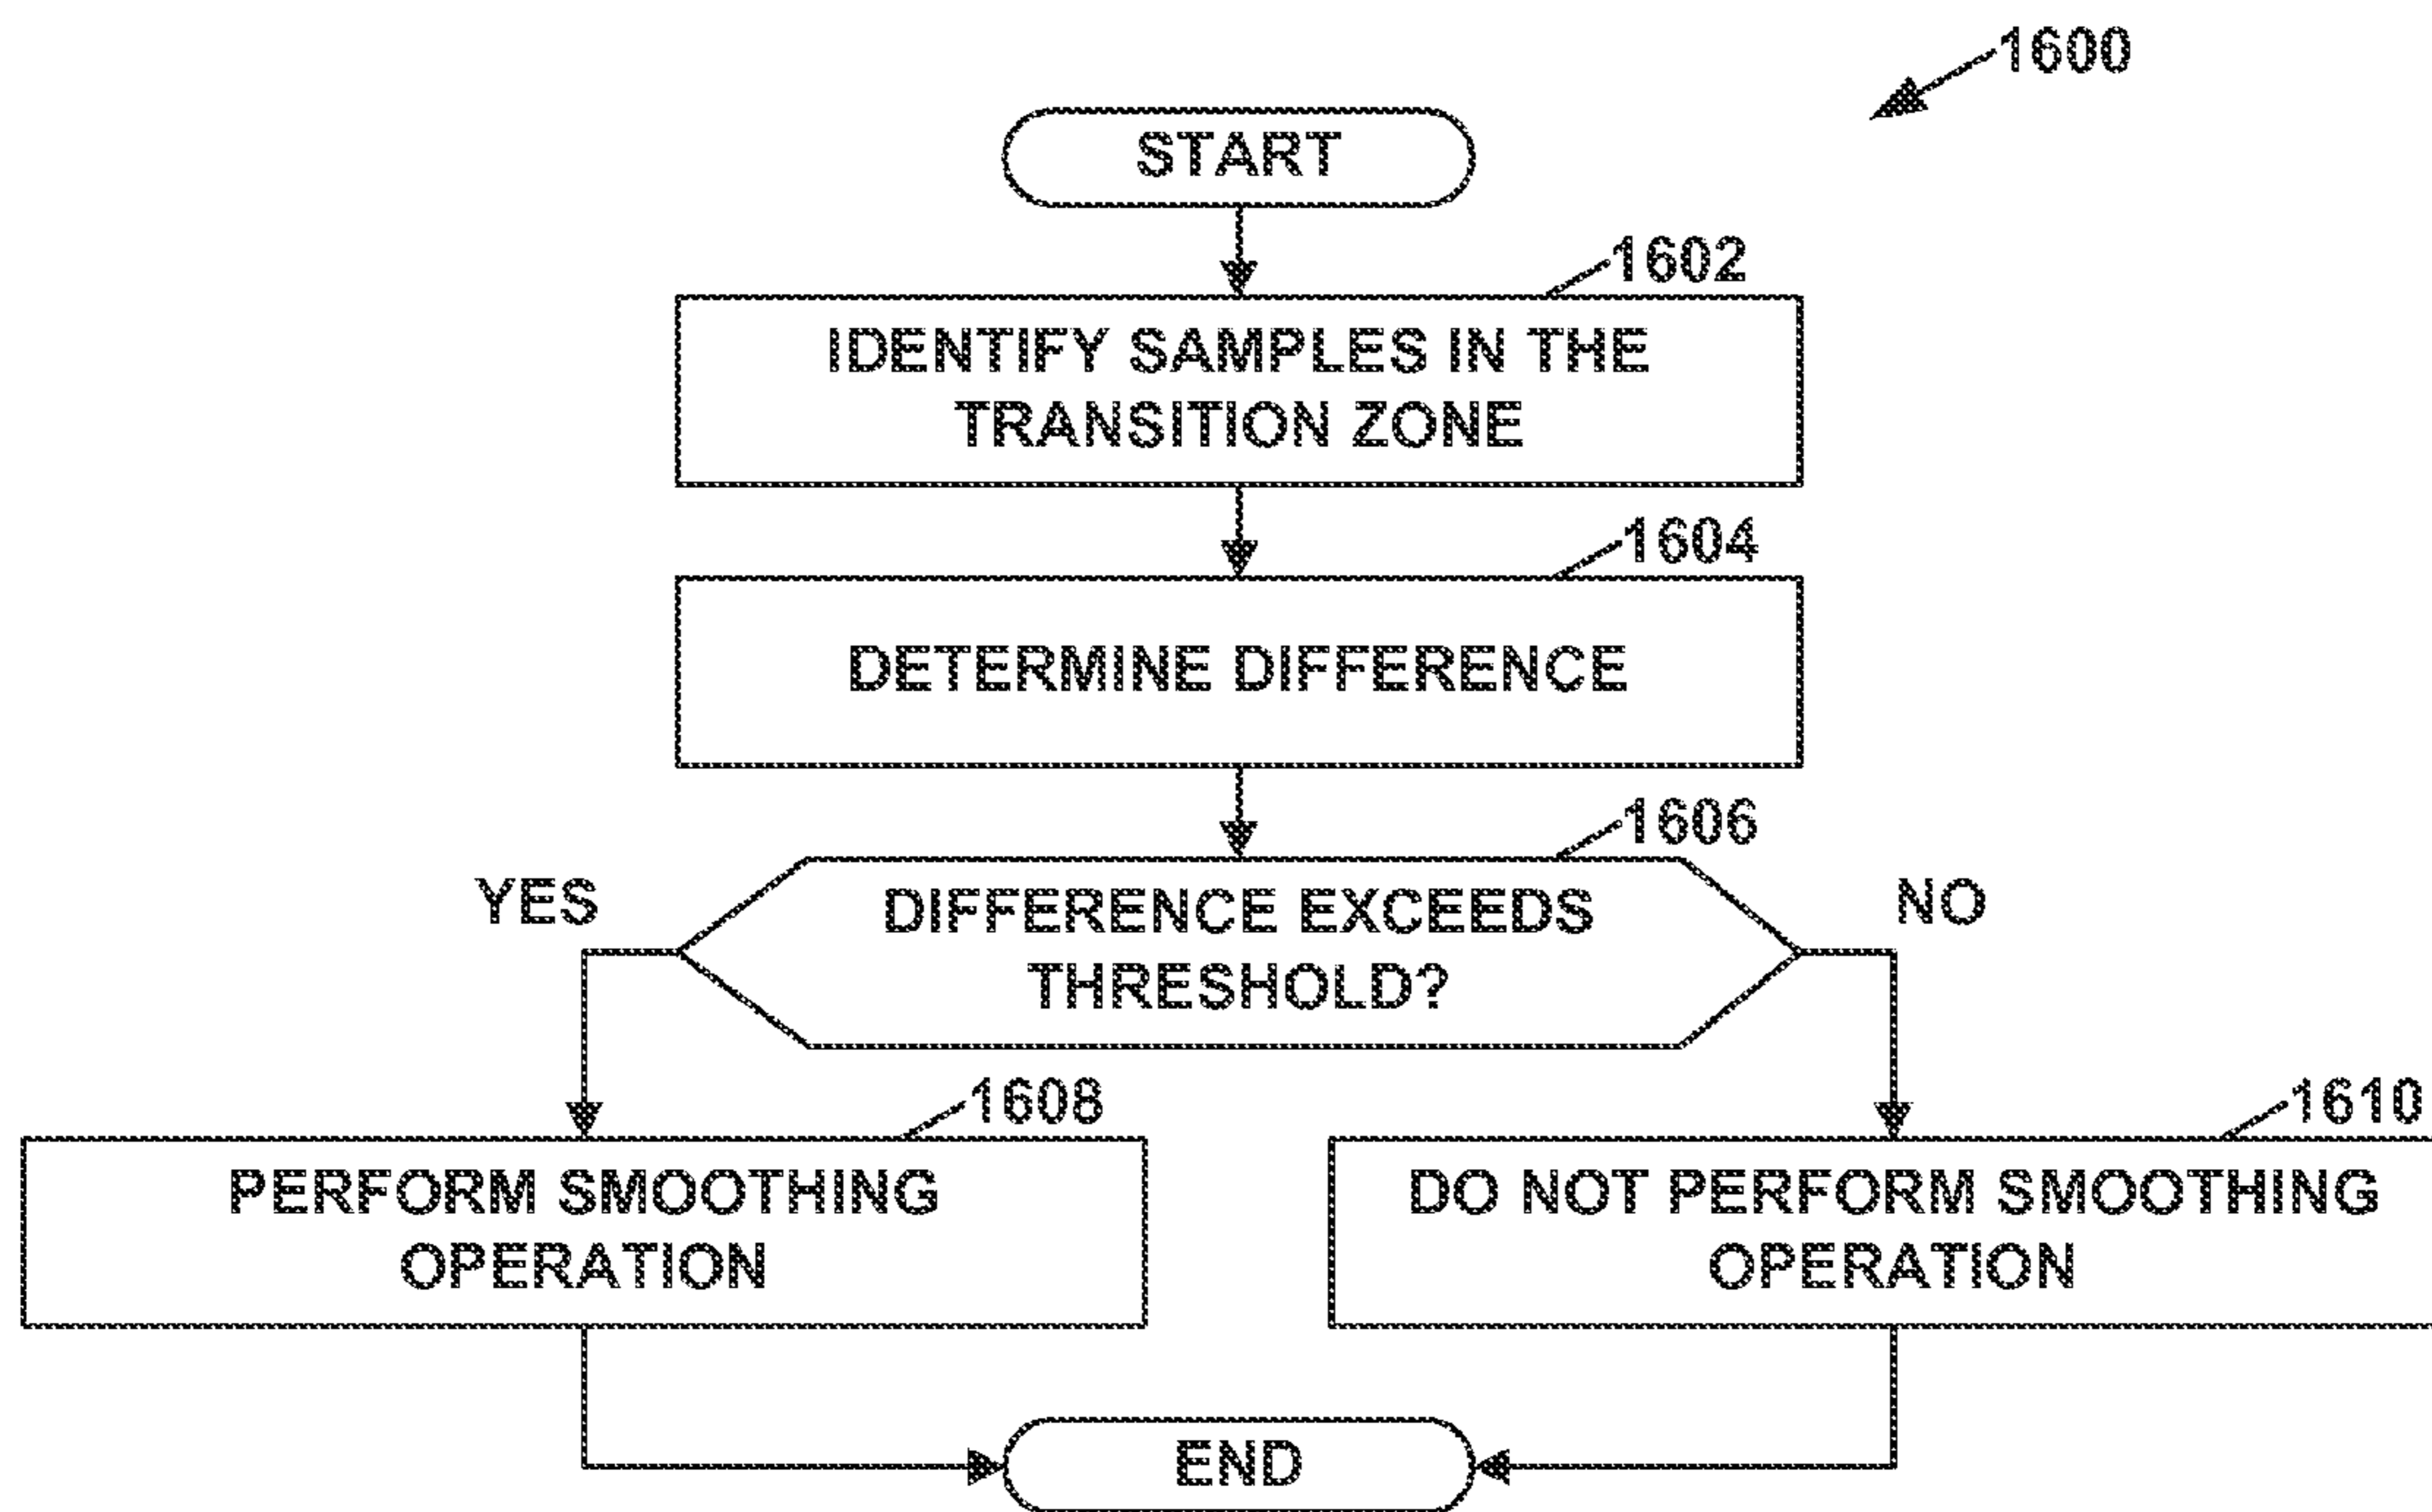 1600
START
1602
IDENTIFY SAMPLES IN THE
TRANSITION ZONE
1604
DETERMINE DIFFERENCE
1606
YES
DIFFERENCE EXCEEDS
THRESHOLD?
NO
1608
PERFORM SMOOTHING
OPERATION
1610
DO NOT PERFORM SMOOTHING
OPERATION
END